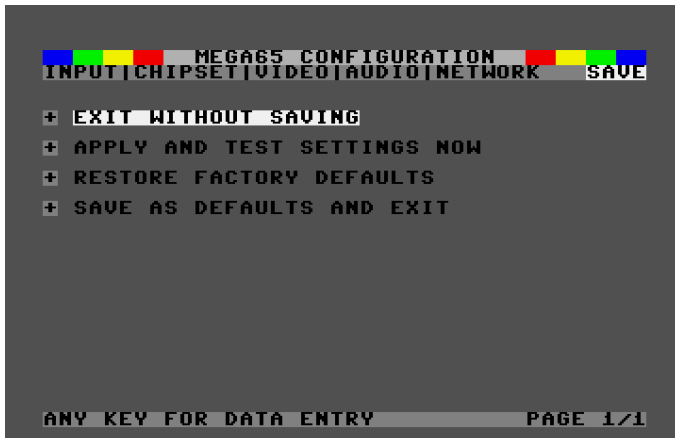 MEGA65 CONFIGURATION
INPUT|CHIPSET|VIDEO|AUDIO|NETWORK SAVE
+ EXIT WITHOUT SAVING
+ APPLY AND TEST SETTINGS NOW
+ RESTORE FACTORY DEFAULTS
+ SAVE AS DEFAULTS AND EXIT
ANY KEY FOR DATA ENTRY PAGE 1/1